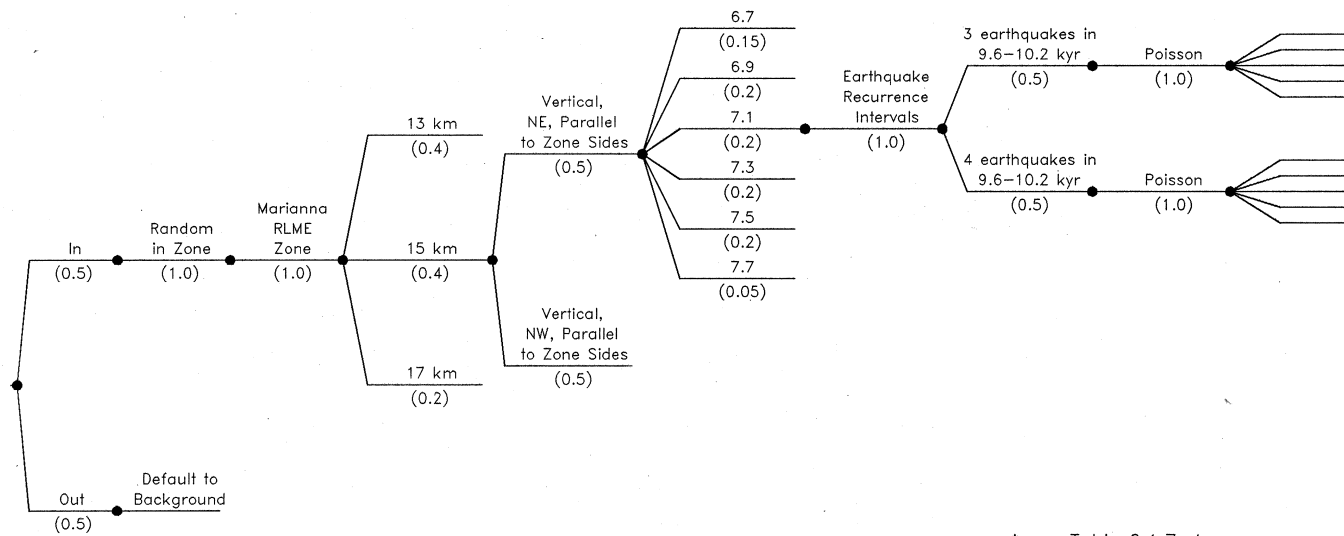 In
(0.5)
Random
in Zone
(1.0)
Marianna
RLME
Zone
(1.0)
13 km
(0.4)
15 km
(0.4)
17 km
(0.2)
Vertical,
NE, Parallel
to Zone Sides
(0.5)
Vertical,
NW, Parallel
to Zone Sides
(0.5)
6.7
(0.15)
6.9
(0.2)
7.1
(0.2)
7.3
(0.2)
7.5
(0.2)
7.7
(0.05)
Earthquake
Recurrence
Intervals
(1.0)
3 earthquakes in
9.6–10.2 kyr
(0.5)
Poisson
(1.0)
4 earthquakes in
9.6–10.2 kyr
(0.5)
Poisson
(1.0)
Out
(0.5)
Default to
Background